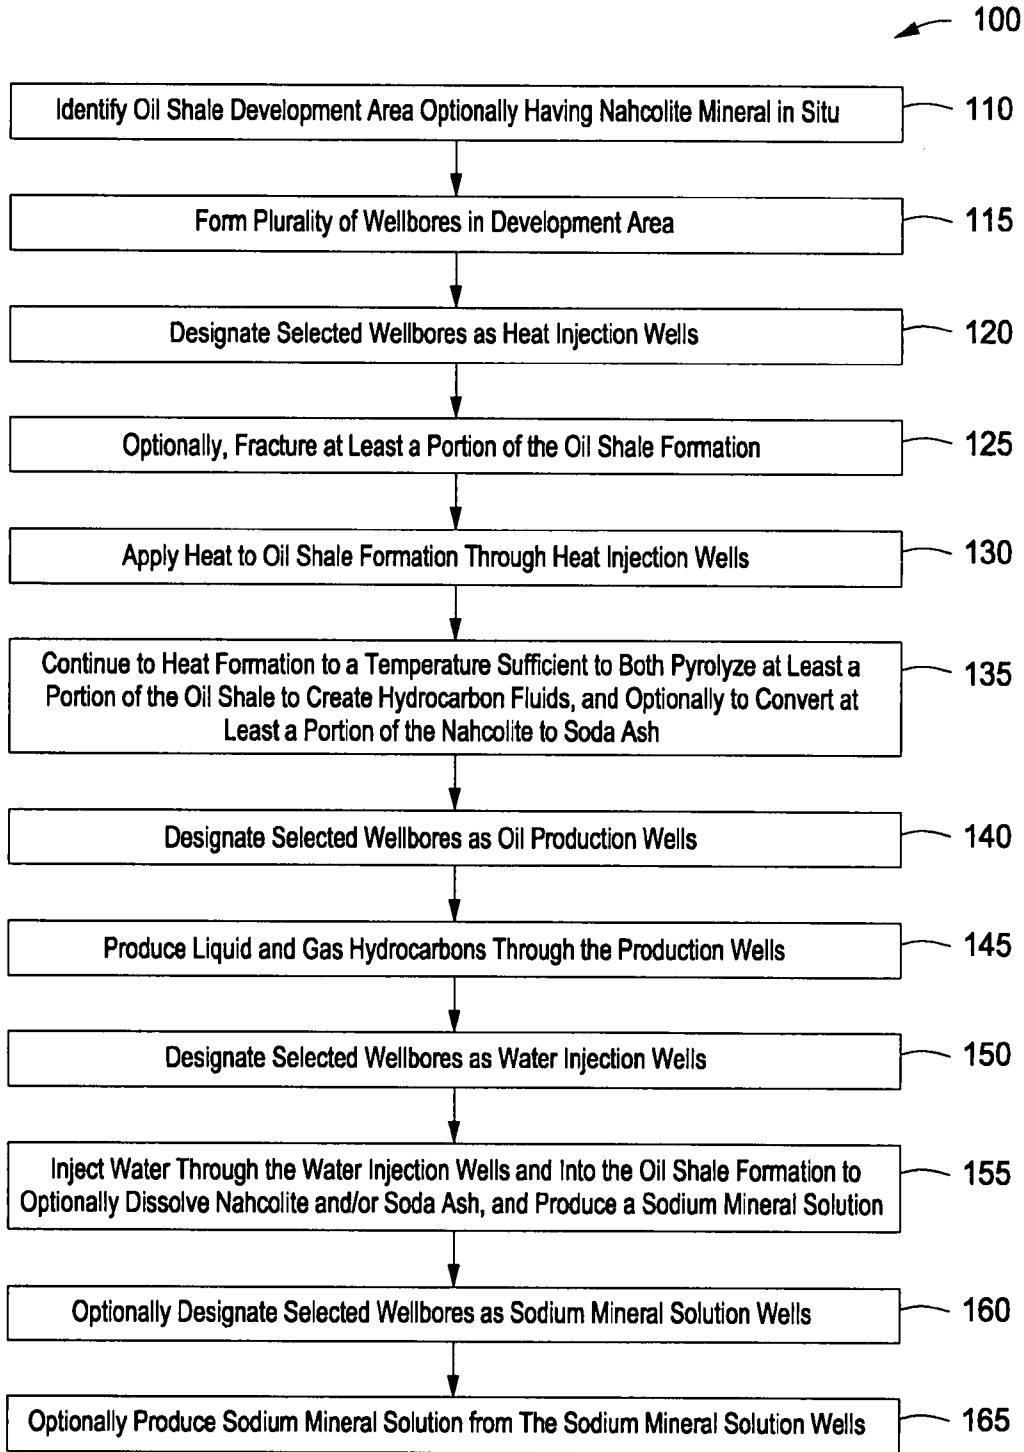 100
Identify Oil Shale Development Area Optionally Having Nahcolite Mineral in Situ
110
Form Plurality of Wellbores in Development Area
115
Designate Selected Wellbores as Heat Injection Wells
120
Optionally, Fracture at Least a Portion of the Oil Shale Formation
125
Apply Heat to Oil Shale Formation Through Heat Injection Wells
130
Continue to Heat Formation to a Temperature Sufficient to Both Pyrolyze at Least a
Portion of the Oil Shale to Create Hydrocarbon Fluids, and Optionally to Convert at
Least a Portion of the Nahcolite to Soda Ash
135
Designate Selected Wellbores as Oil Production Wells
140
Produce Liquid and Gas Hydrocarbons Through the Production Wells
145
Designate Selected Wellbores as Water Injection Wells
150
Inject Water Through the Water Injection Wells and Into the Oil Shale Formation to
Optionally Dissolve Nahcolite and/or Soda Ash, and Produce a Sodium Mineral Solution
155
Optionally Designate Selected Wellbores as Sodium Mineral Solution Wells
160
Optionally Produce Sodium Mineral Solution from The Sodium Mineral Solution Wells
165